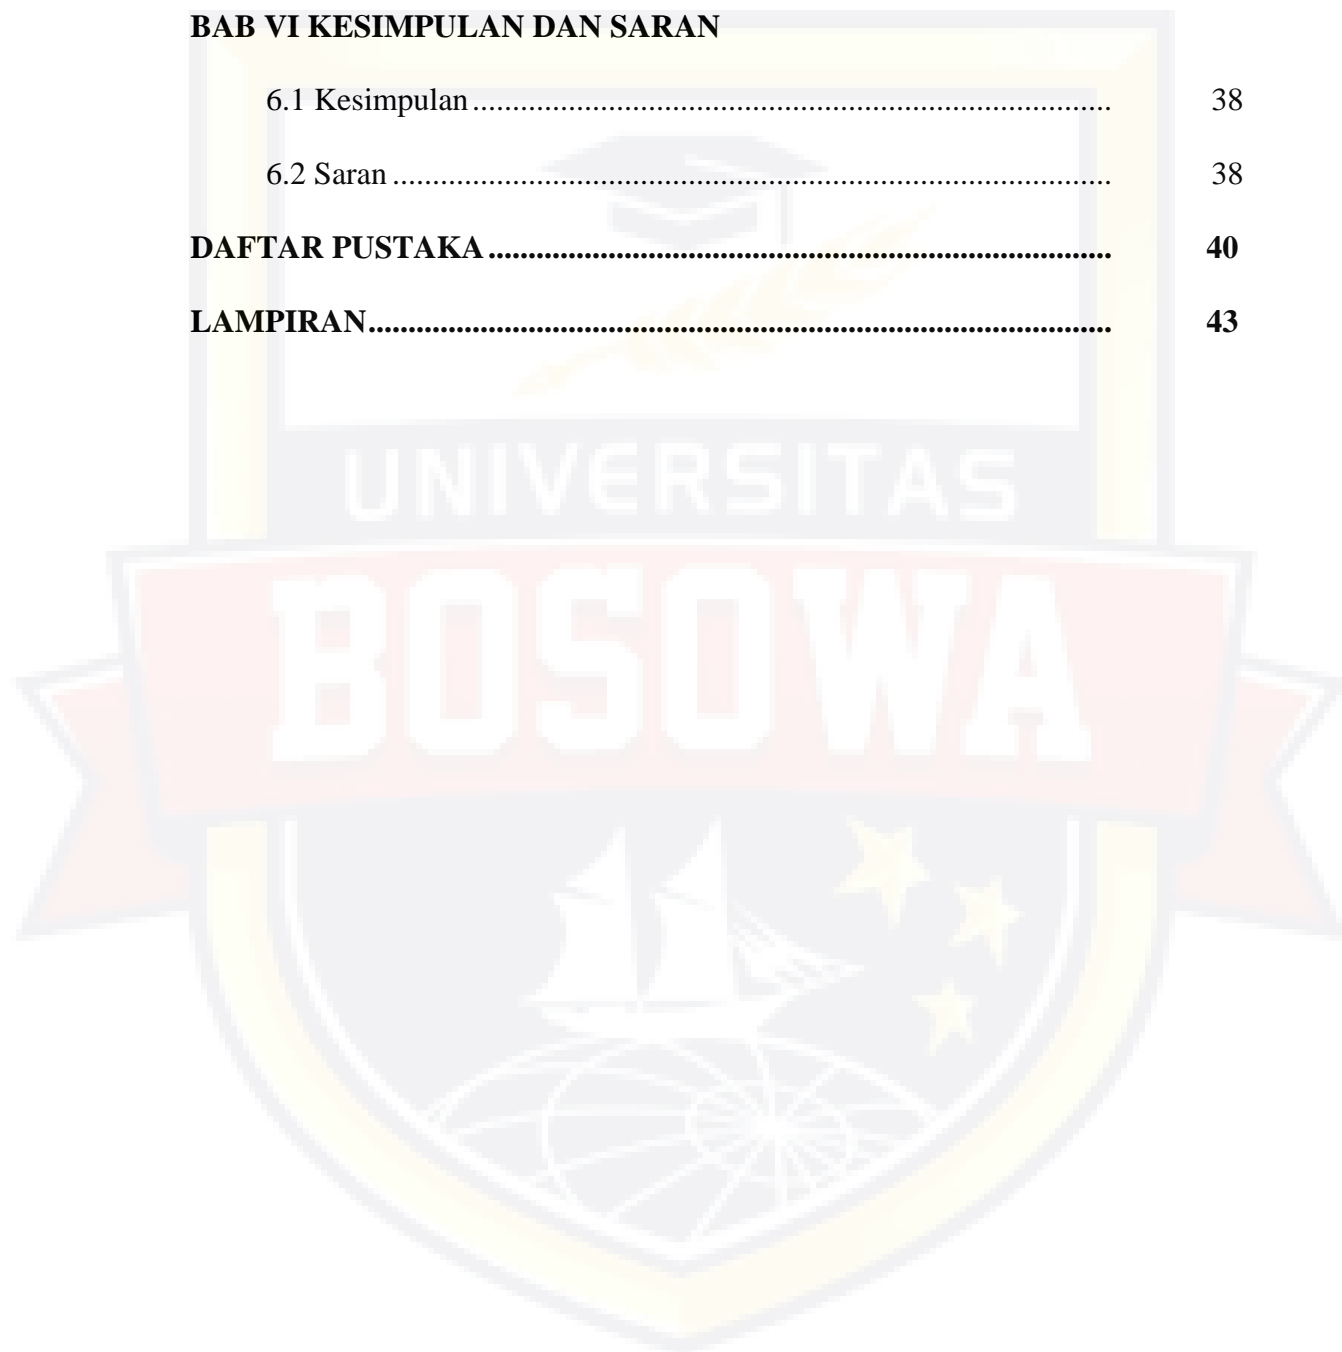 BAB VI KESIMPULAN DAN SARAN
6.1 Kesimpulan................................................................................. 38
6.2 Saran........................................................................................... 38
DAFTAR PUSTAKA............................................................................... 40
LAMPIRAN.............................................................................................. 43
UNIVERSITAS
BOSOWA